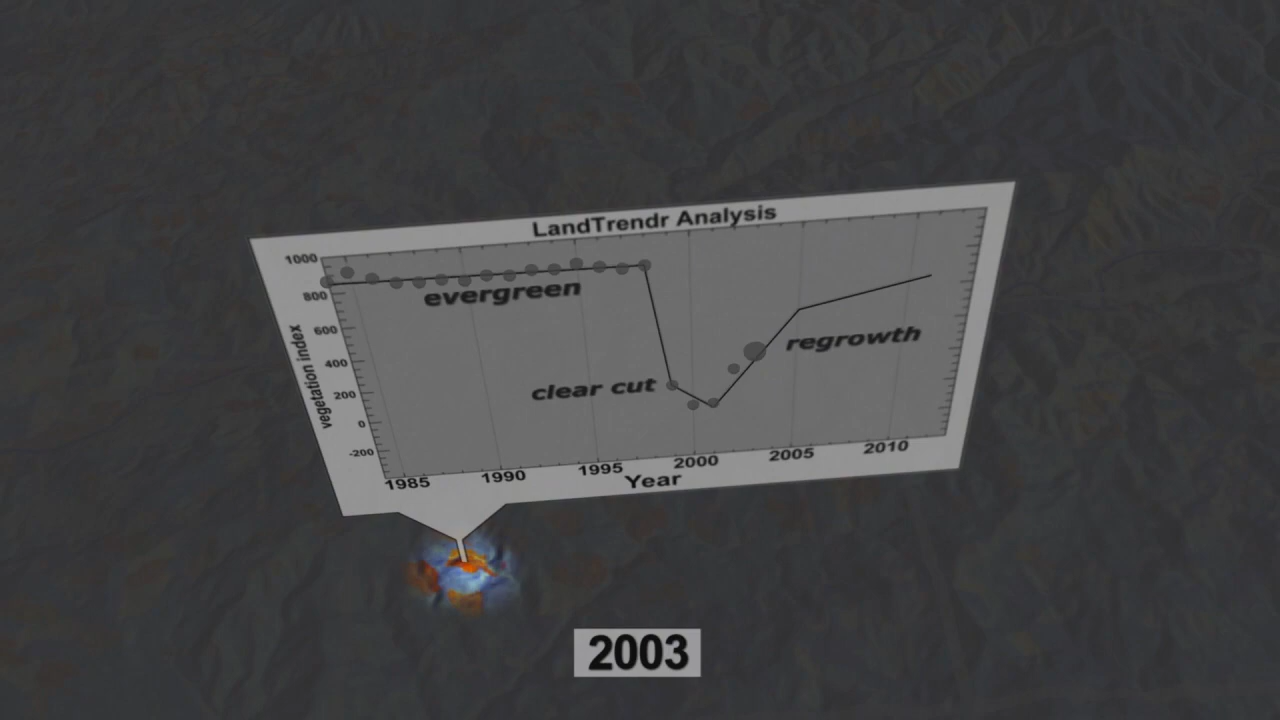 LandTrendr Analysis
1000
800
600
400
200
0
-200
vegetation index
evergreen
clear cut
regrowth
1985 1990 1995 2000 2005 2010
Year
2003